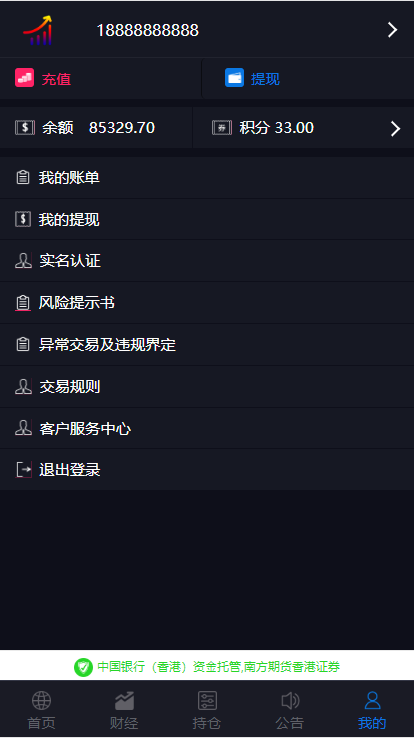 18888888888
充值
提现
余额 85329.70
积分 33.00
我的账单
我的提现
实名认证
风险提示书
异常交易及违规界定
交易规则
客户服务中心
退出登录
中国银行（香港）资金托管,南方期货香港证券
首页 财经 持仓 公告 我的